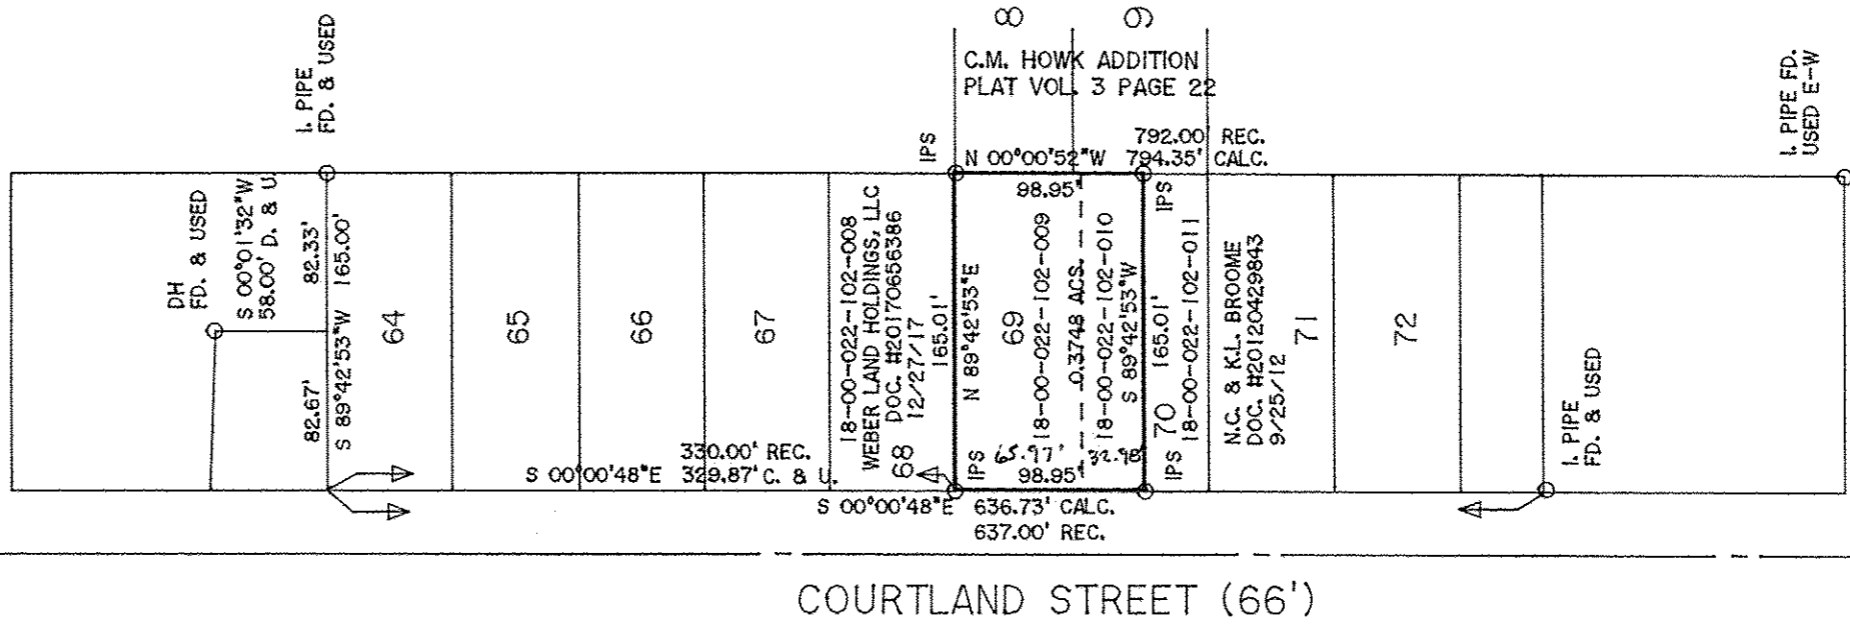 8
9
C.M. HOWK ADDITION
PLAT VOL. 3 PAGE 22
I. PIPE
FD. & USED
I. PIPE FD.
USED E-W
792.00' REC.
N 00°00'52"W 794.35' CALC.
IPS
98.95'
IPS
DH
FD. & USED
S 00°01'32"W
58.00' D. & U.
82.33'
82.67'
S 89°42'53"W 165.00'
64
65
66
67
18-00-022-102-008
WEBER LAND HOLDINGS, LLC
DOC. #201700656386
12/27/17
68
165.01'
N 89°42'53"E
69
18-00-022-102-009
0.3748 ACS.
18-00-022-102-010
S 89°42'53"W
165.01'
70
18-00-022-102-011
N.C. & K.L. BROOME
DOC. #201200429843
9/25/12
71
72
330.00' REC.
S 00°00'48"E 329.87' C. & U.
IPS
65.97'
32.98'
98.95'
IPS
I. PIPE
FD. & USED
S 00°00'48"E 636.73' CALC.
637.00' REC.
COURTLAND STREET (66')